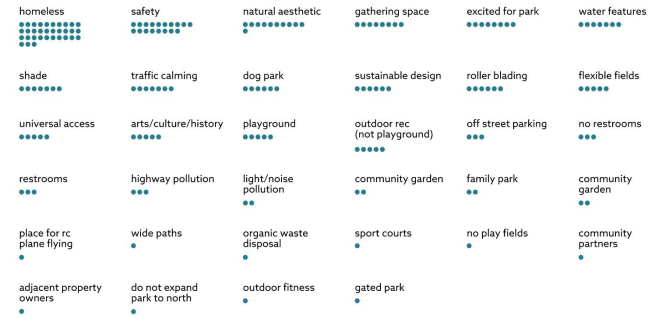 homeless
safety
natural aesthetic
gathering space
excited for park
water features
shade
traffic calming
dog park
sustainable design
roller blading
flexible fields
universal access
arts/culture/history
playground
outdoor rec
(not playground)
off street parking
no restrooms
restrooms
highway pollution
light/noise
pollution
community garden
family park
community
garden
place for rc
plane flying
wide paths
organic waste
disposal
sport courts
no play fields
community
partners
adjacent property
owners
do not expand
park to north
outdoor fitness
gated park